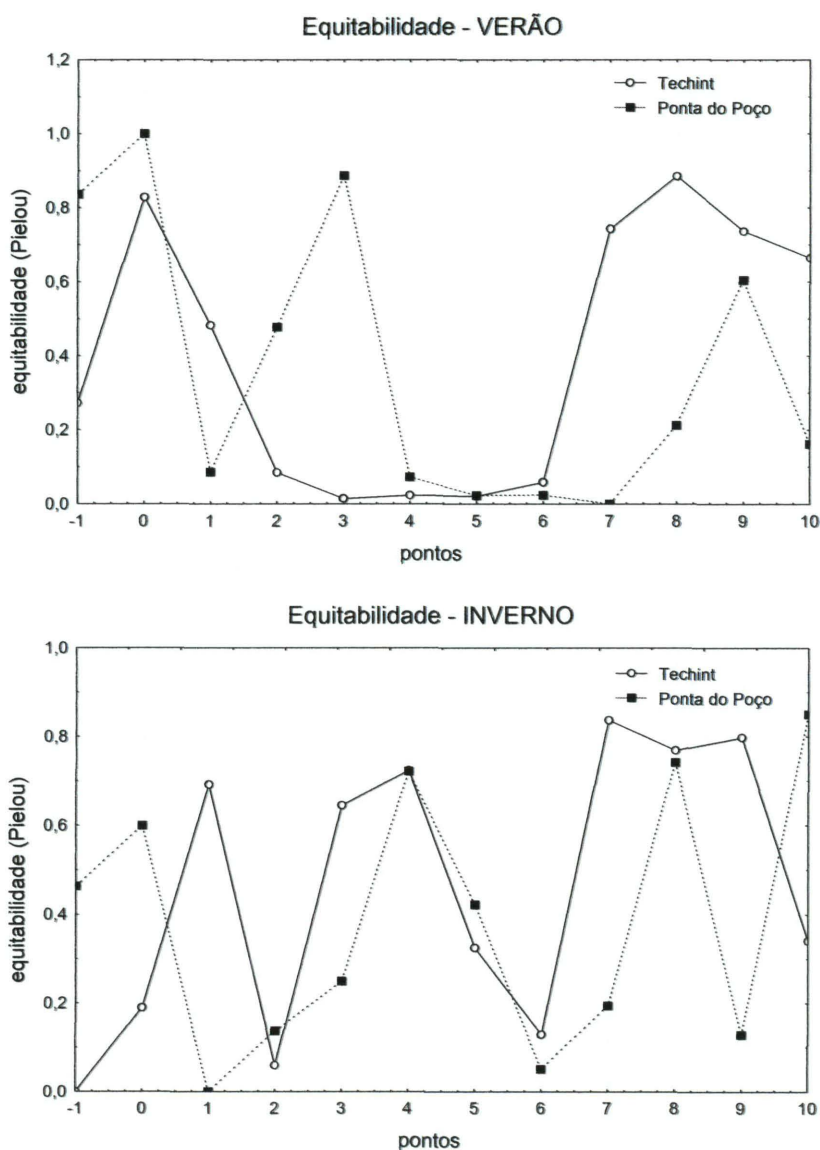 Equitabilidade - VERÃO
1,2
Techint
Ponta do Poço
1,0
0,8
0,6
0,4
0,2
0,0
equitabilidade (Pielou)
-1 0 1 2 3 4 5 6 7 8 9 10
pontos
Equitabilidade - INVERNO
1,0
Techint
Ponta do Poço
0,8
0,6
0,4
0,2
0,0
equitabilidade (Pielou)
-1 0 1 2 3 4 5 6 7 8 9 10
pontos